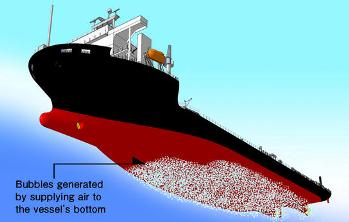 Bubbles generated
by supplying air to
the vessel's bottom